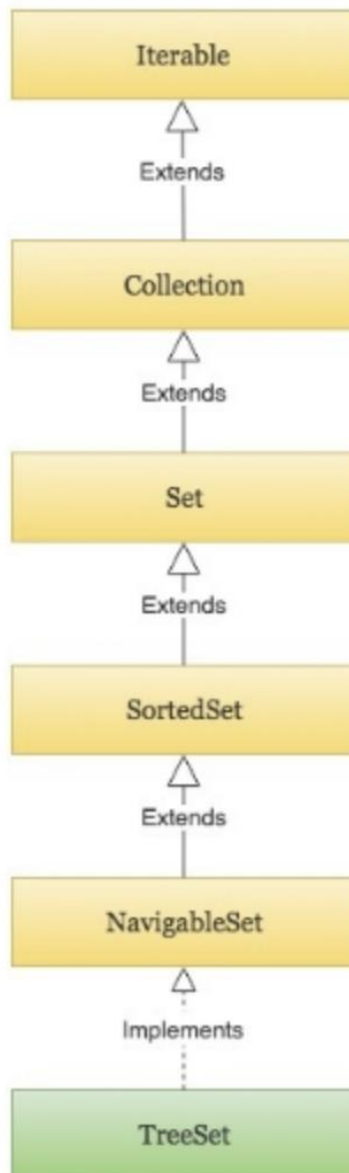 Iterable
Extends
Collection
Extends
Set
Extends
SortedSet
Extends
NavigableSet
Implements
TreeSet